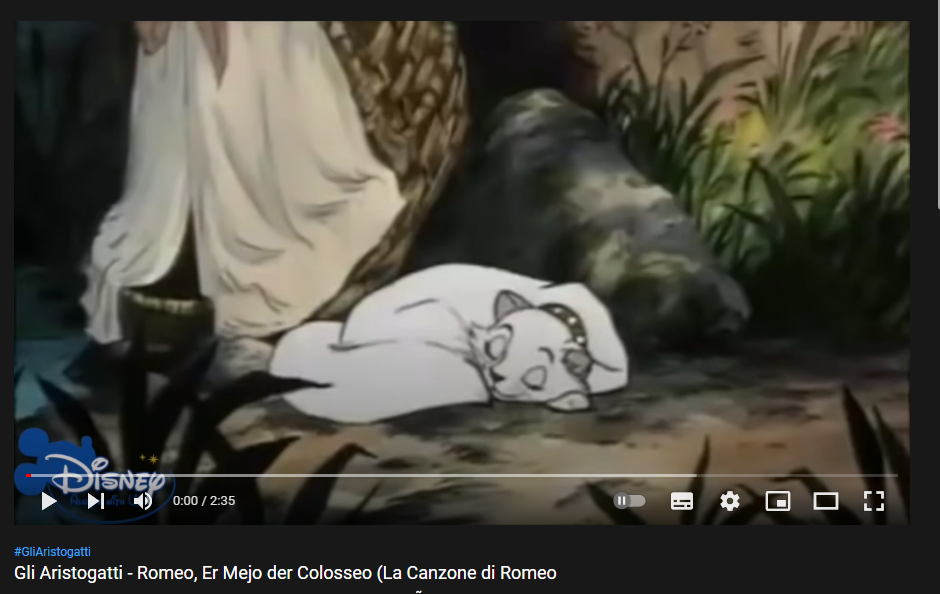 Disney
0:00 / 2:35
#GliAristogatti
Gli Aristogatti - Romeo, Er Mejo der Colosseo (La Canzone di Romeo